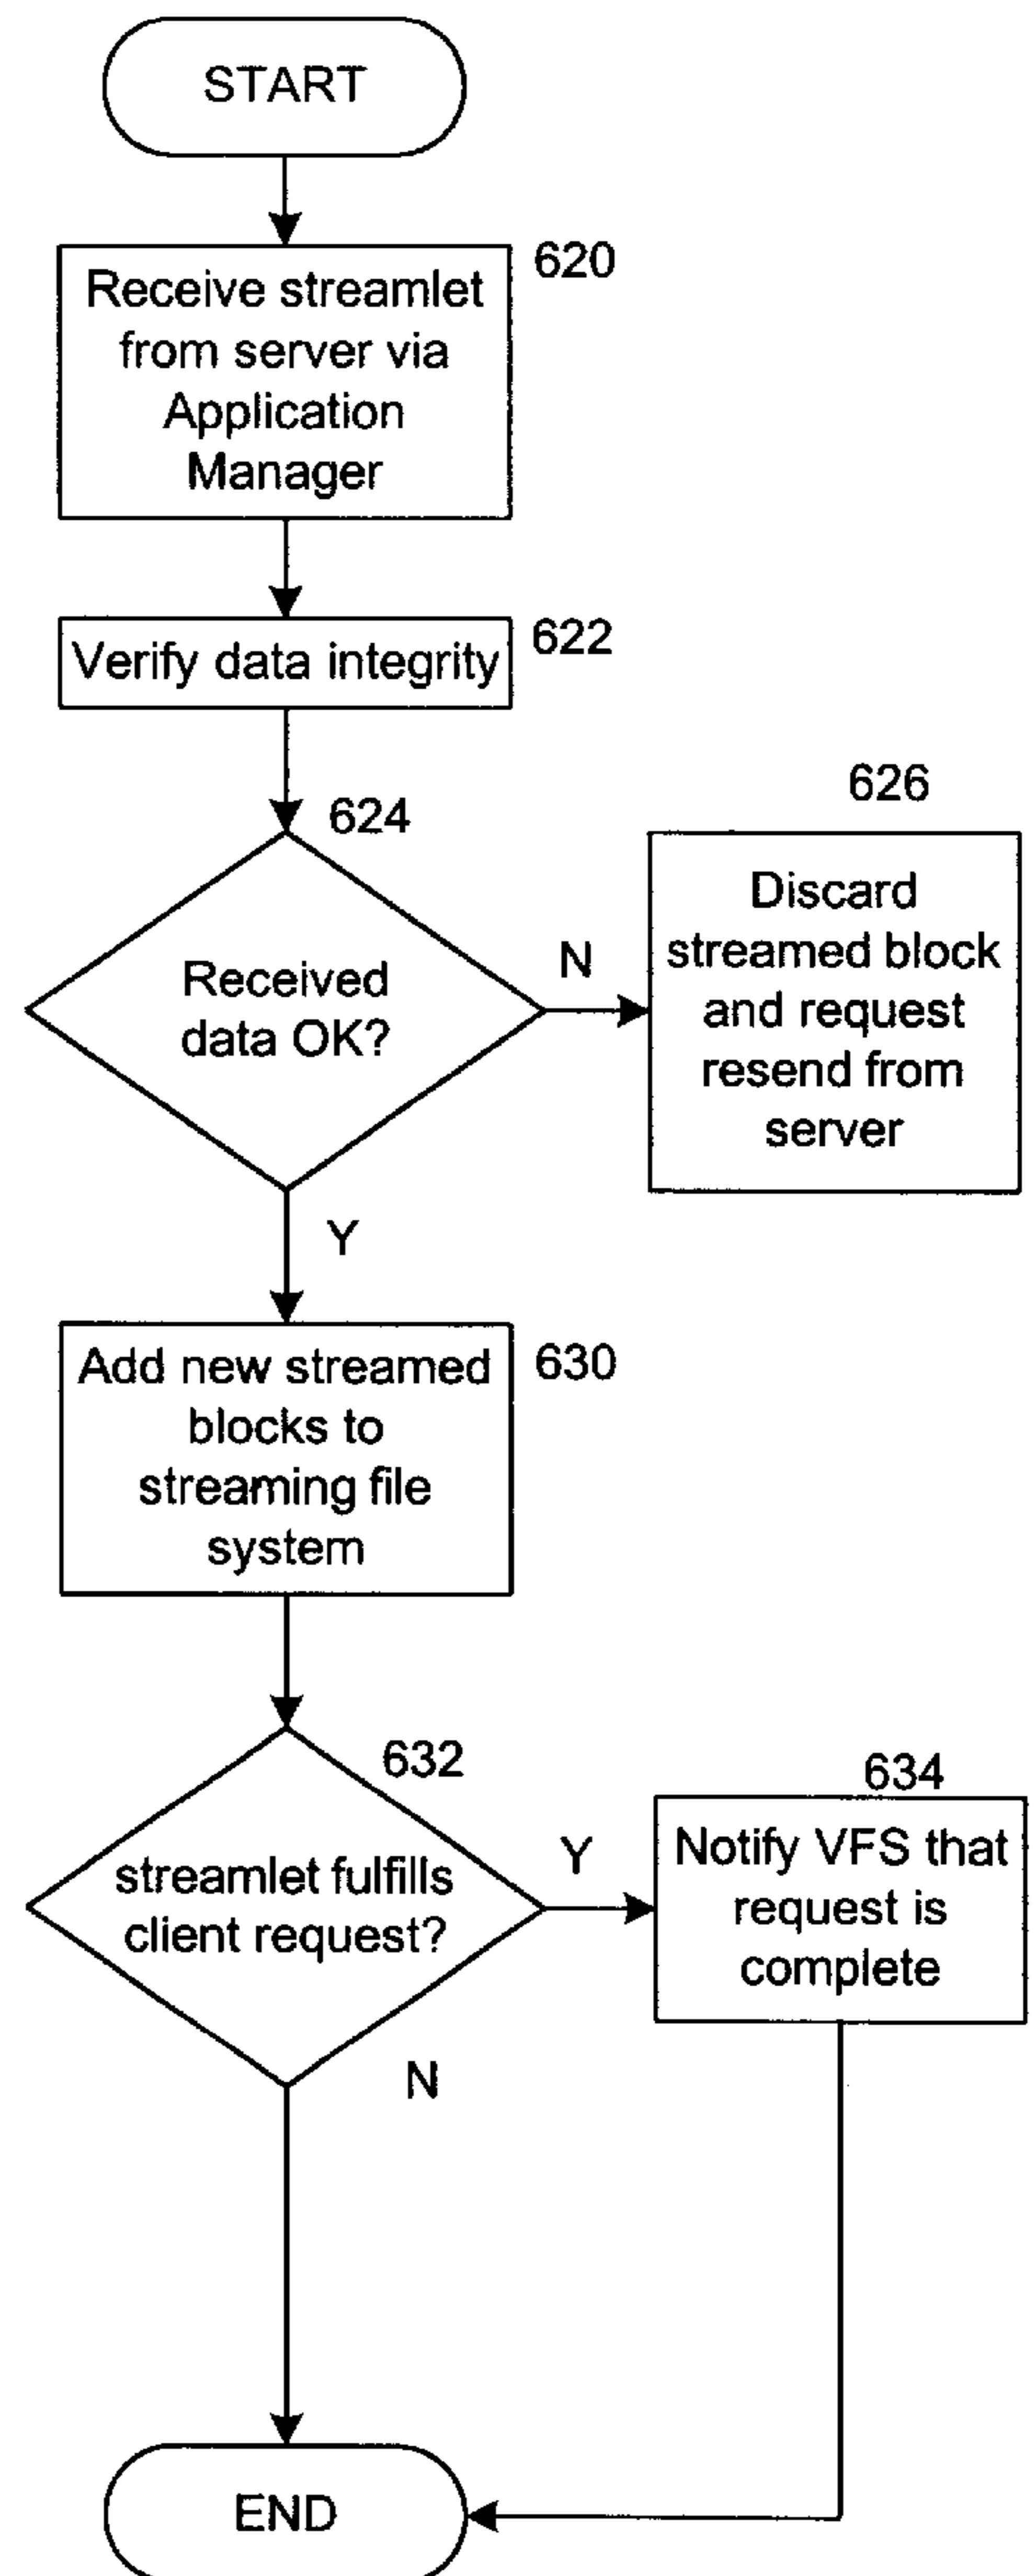 START
620
Receive streamlet
from server via
Application
Manager
622
Verify data integrity
624
Received
data OK?
N
626
Discard
streamed block
and request
resend from
server
Y
630
Add new streamed
blocks to
streaming file
system
632
streamlet fulfills
client request?
Y
634
Notify VFS that
request is
complete
N
END